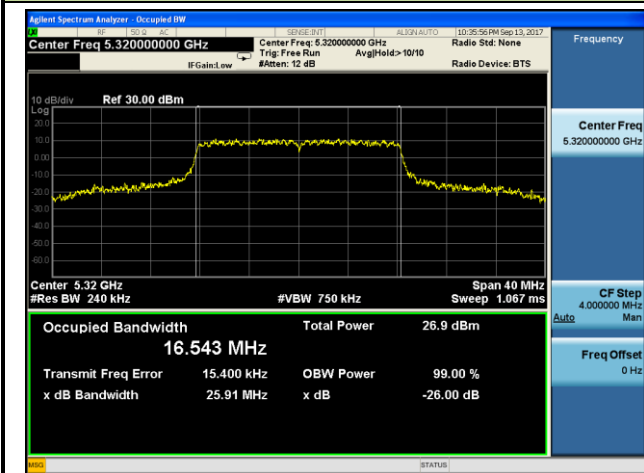 Agilent Spectrum Analyzer - Occupied BW
RF 50 Ω AC SENSE:INT ALIGN AUTO 10:35:56 PM Sep 13, 2017
Center Freq 5.320000000 GHz
Center Freq: 5.320000000 GHz Radio Std: None
Trig: Free Run Avg|Hold:>10/10
IFGain:Low #Atten: 12 dB Radio Device: BTS
10 dB/div Ref 30.00 dBm
Log
20.0
10.0
0.00
-10.0
-20.0
-30.0
-40.0
-50.0
-60.0
Center 5.32 GHz Span 40 MHz
#Res BW 240 kHz #VBW 750 kHz Sweep 1.067 ms
Occupied Bandwidth Total Power 26.9 dBm
16.543 MHz
Transmit Freq Error 15.400 kHz OBW Power 99.00 %
x dB Bandwidth 25.91 MHz x dB -26.00 dB
MSG STATUS
Frequency
Center Freq
5.320000000 GHz
CF Step
4.000000 MHz
Auto Man
Freq Offset
0 Hz